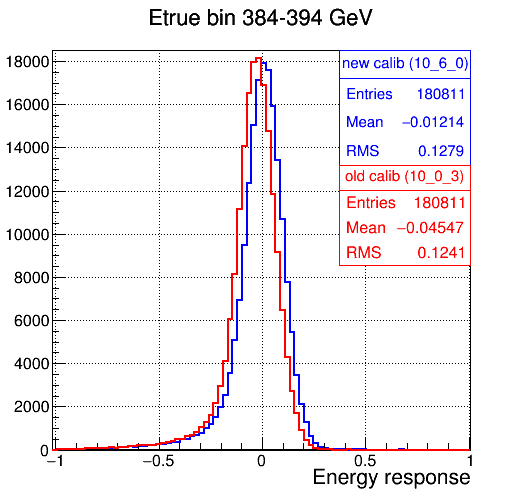 Etrue bin 384-394 GeV
new calib (10_6_0)
Entries 180811
Mean −0.01214
RMS 0.1279
old calib (10_0_3)
Entries 180811
Mean −0.04547
RMS 0.1241
18000
16000
14000
12000
10000
8000
6000
4000
2000
0
−1 −0.5 0 0.5 1
Energy response